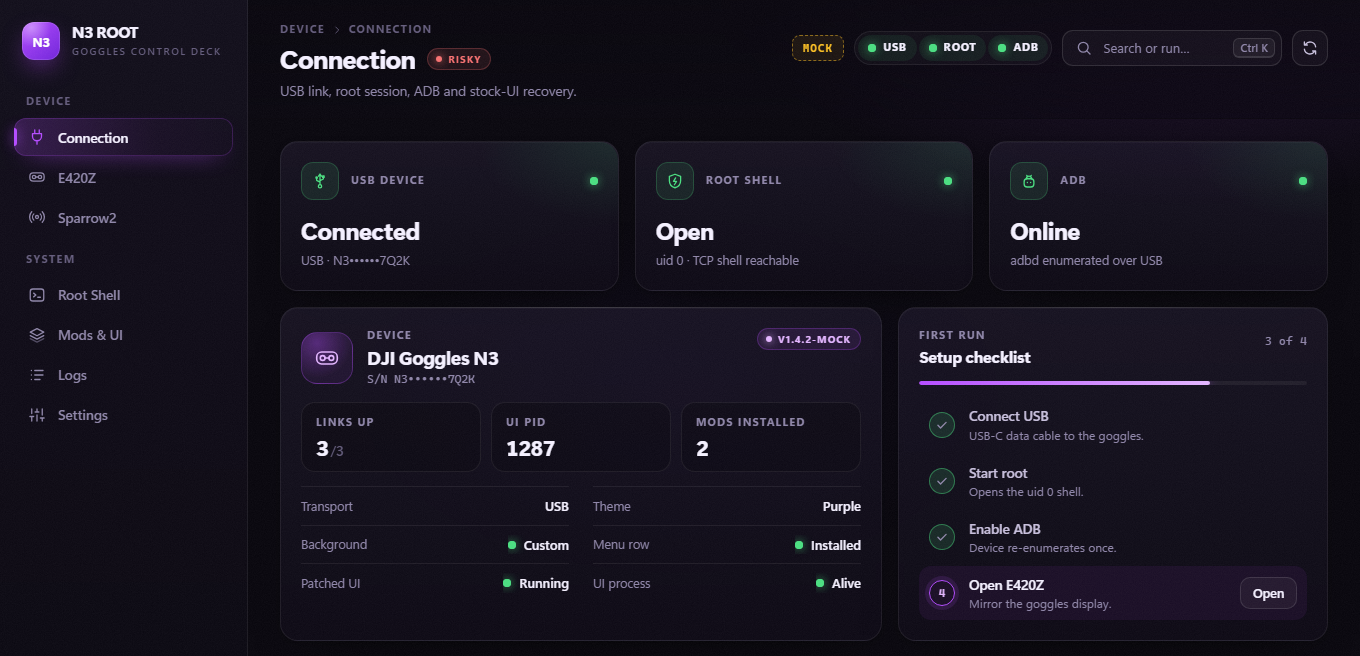 N3
N3 ROOT
GOGGLES CONTROL DECK
DEVICE
Connection
E420Z
Sparrow2
SYSTEM
Root Shell
Mods & UI
Logs
Settings
DEVICE > CONNECTION
Connection
RISKY
USB link, root session, ADB and stock-UI recovery.
MOCK
USB
ROOT
ADB
Search or run...
Ctrl K
USB DEVICE
Connected
USB · N3••••••7Q2K
ROOT SHELL
Open
uid 0 · TCP shell reachable
ADB
Online
adbd enumerated over USB
DEVICE
DJI Goggles N3
S/N N3••••••7Q2K
V1.4.2-MOCK
LINKS UP
3/3
UI PID
1287
MODS INSTALLED
2
Transport USB
Theme Purple
Background Custom
Menu row Installed
Patched UI Running
UI process Alive
FIRST RUN
Setup checklist
3 of 4
Connect USB
USB-C data cable to the goggles.
Start root
Opens the uid 0 shell.
Enable ADB
Device re-enumerates once.
4
Open E420Z
Mirror the goggles display.
Open